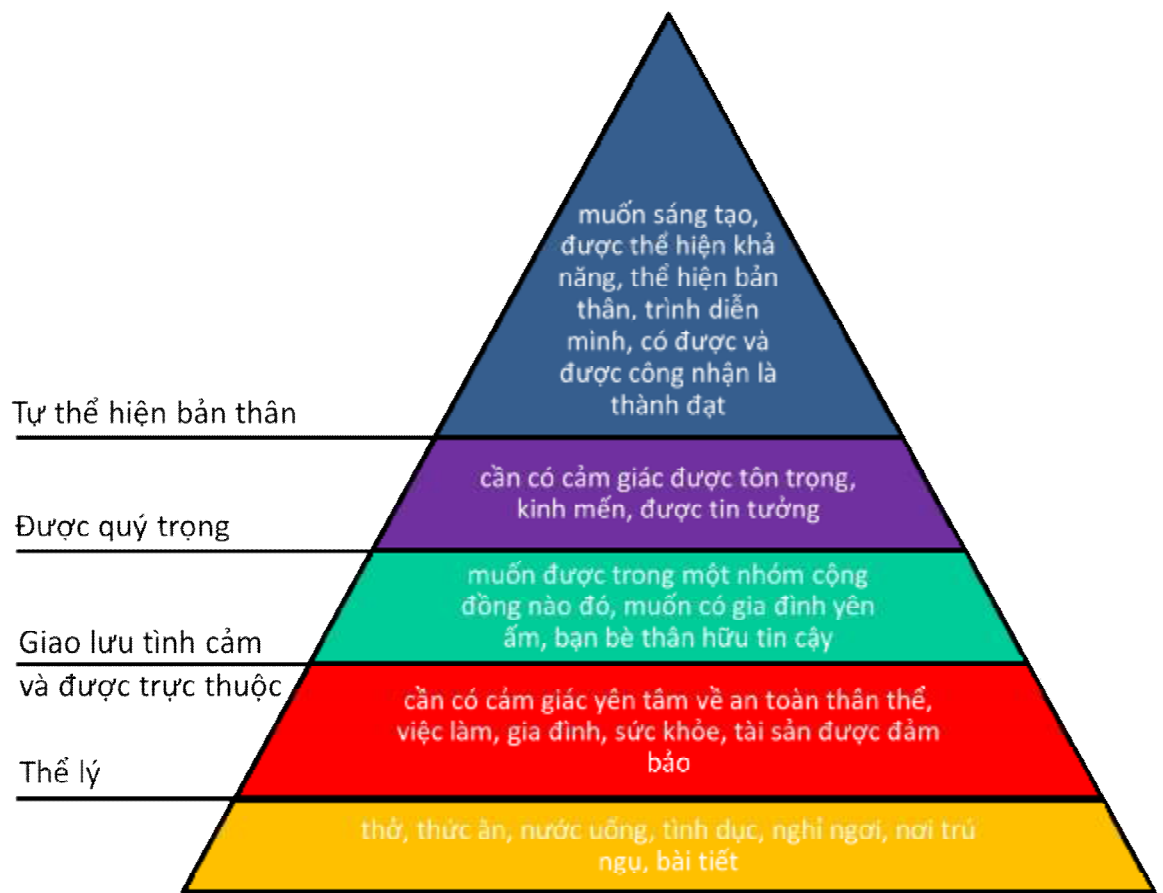 muốn sáng tạo,
được thể hiện khả
năng, thể hiện bản
thân, trình diễn
mình, có được và
được công nhận là
thành đạt
Tự thể hiện bản thân
cần có cảm giác được tôn trọng,
kinh mến, được tin tưởng
Được quý trọng
muốn được trong một nhóm cộng
đồng nào đó, muốn có gia đình yên
ấm, bạn bè thân hữu tin cậy
Giao lưu tình cảm
và được trực thuộc
cần có cảm giác yên tâm về an toàn thân thể,
việc làm, gia đình, sức khỏe, tài sản được đảm
bảo
Thể lý
thở, thức ăn, nước uống, tình dục, nghỉ ngơi, nơi trú
ngụ, bài tiết